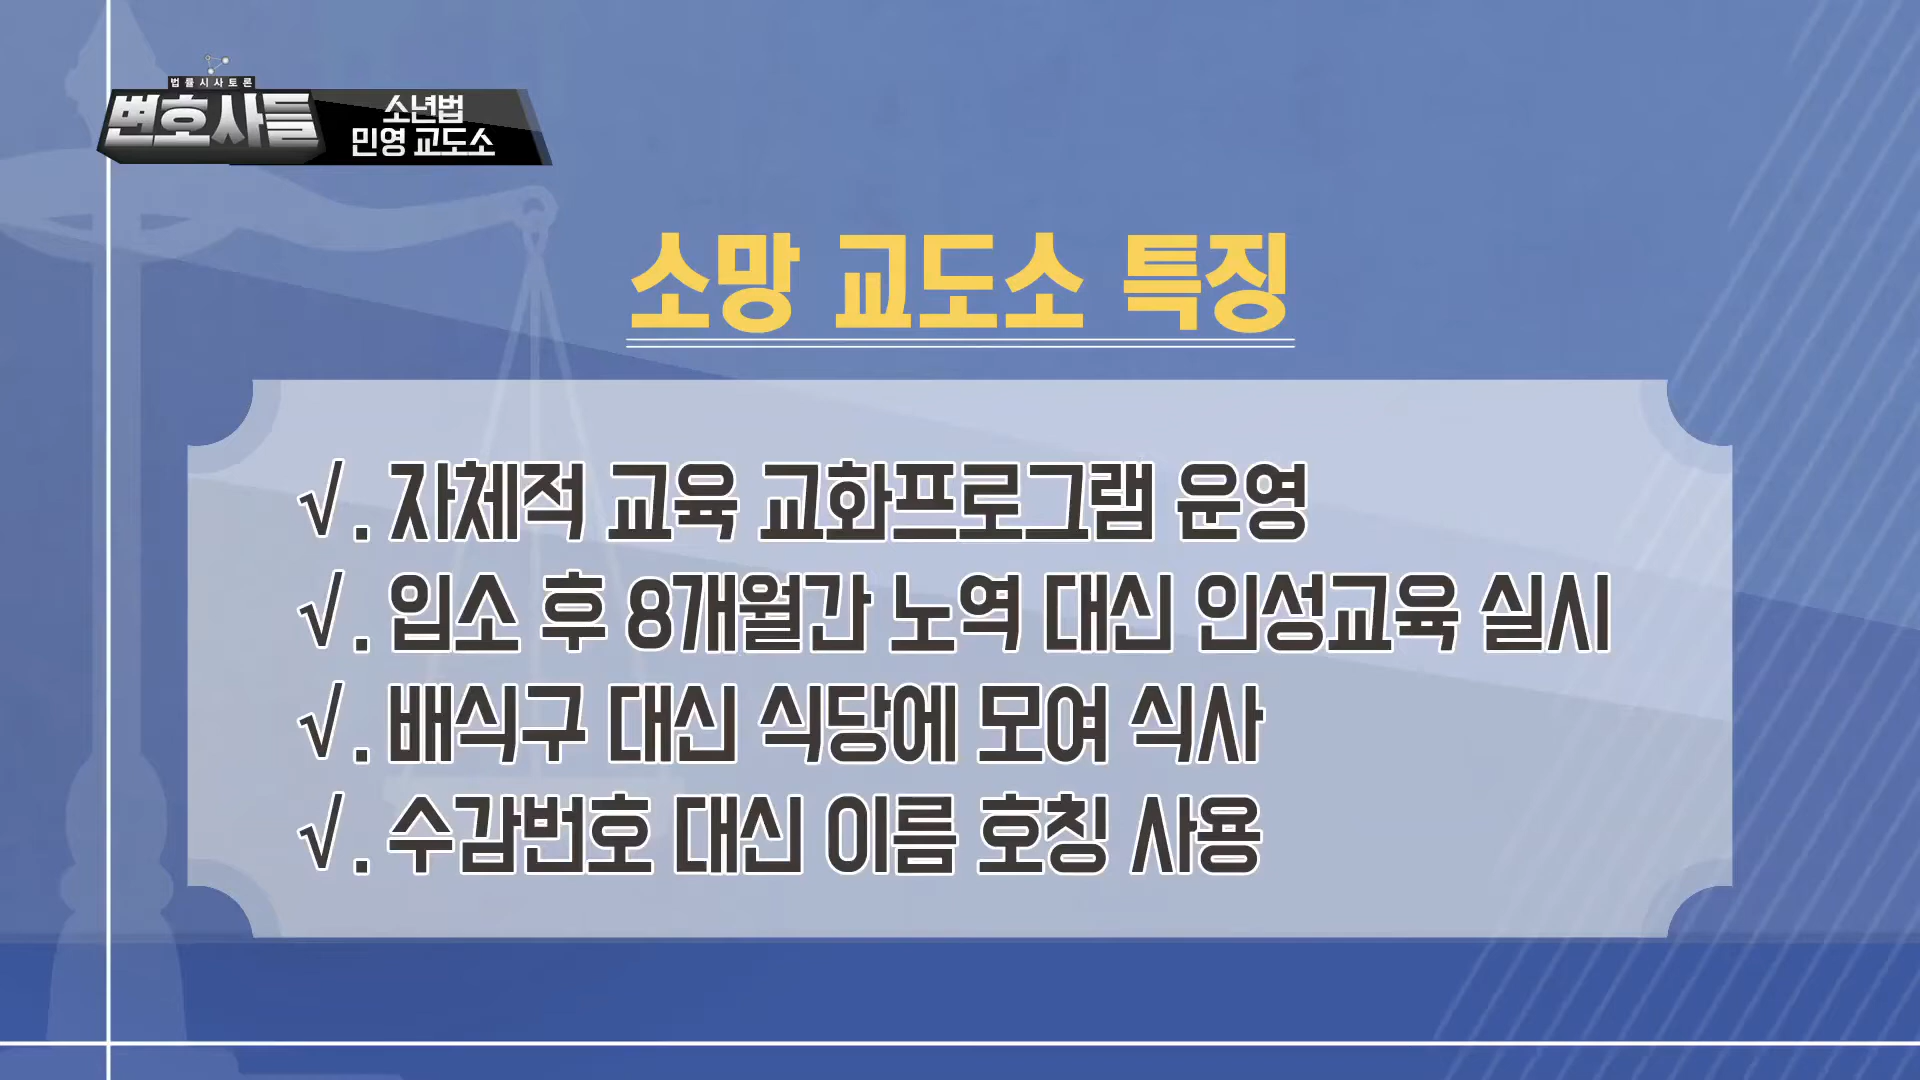 법률시사토론
변호사들
소년법
민영 교도소
소망 교도소 특징
√. 자체적 교육 교화프로그램 운영
√. 입소 후 8개월간 노역 대신 인성교육 실시
√. 배식구 대신 식당에 모여 식사
√. 수감번호 대신 이름 호칭 사용